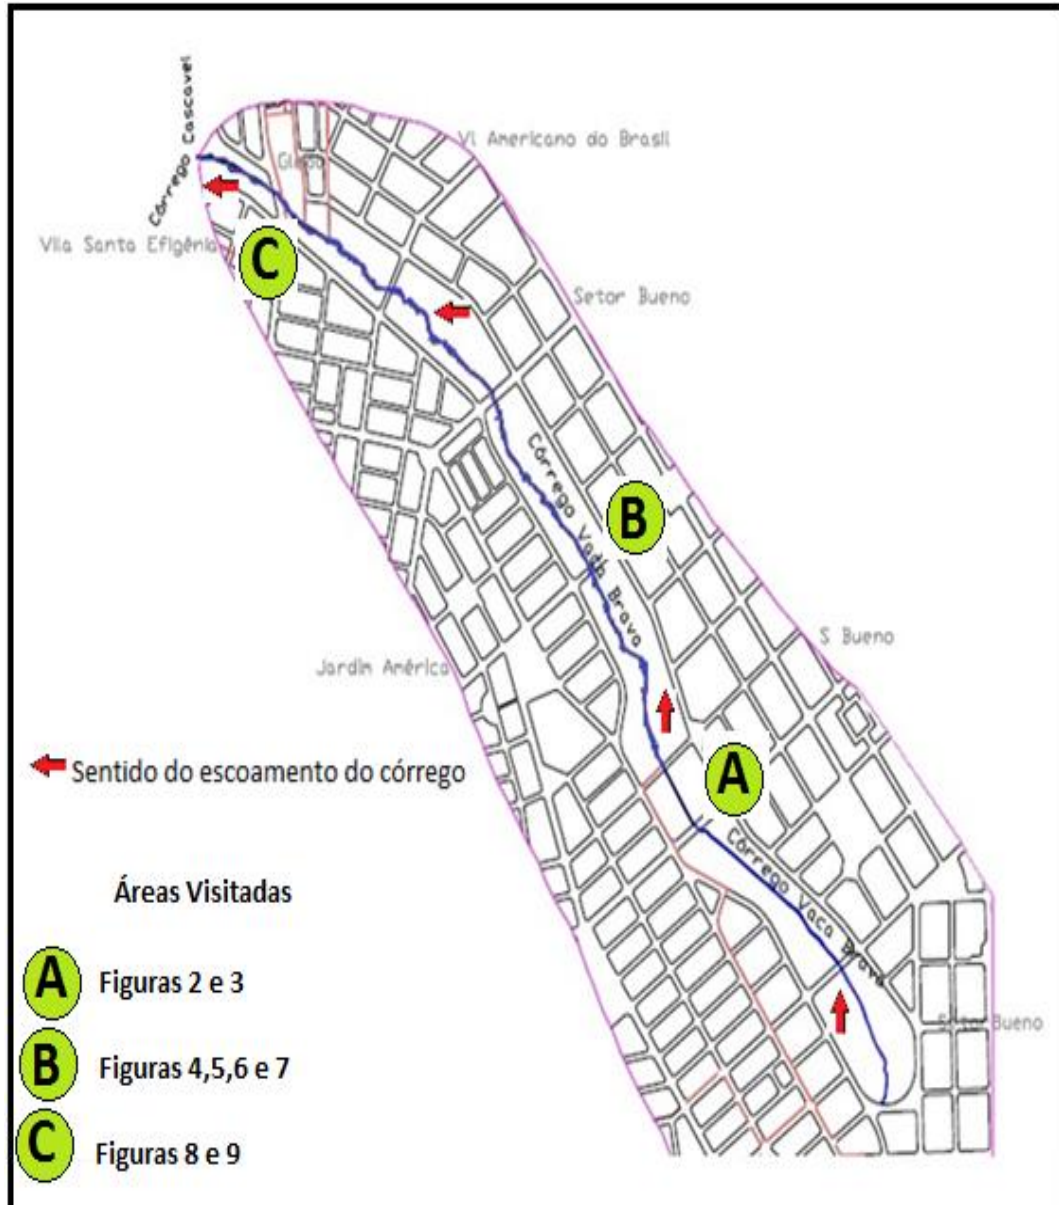 Córrego Cascavel
Vl Americano do Brasil
Gleba
Vila Santa Efigênia
C
Setor Bueno
Córrego Vaca Brava
B
S Bueno
Jardim América
A
Sentido do escoamento do córrego
Córrego Vaca Brava
Áreas Visitadas
A Figuras 2 e 3
Setor Bueno
B Figuras 4,5,6 e 7
C Figuras 8 e 9